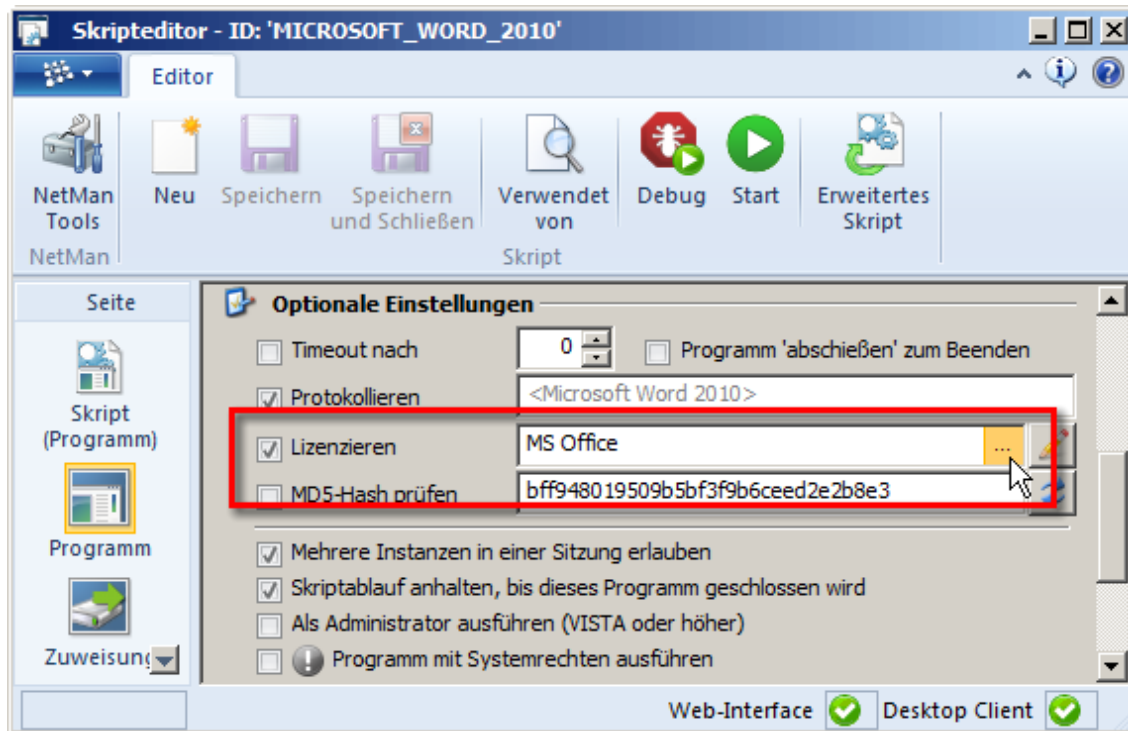 Skripteditor - ID: 'MICROSOFT_WORD_2010'
Editor
NetMan Tools
Neu
Speichern
Speichern und Schließen
Verwendet von
Debug
Start
Erweitertes Skript
NetMan
Skript
Seite
Skript (Programm)
Programm
Zuweisung
Optionale Einstellungen
Timeout nach
0
Programm 'abschießen' zum Beenden
Protokollieren
<Microsoft Word 2010>
Lizenzieren
MS Office
...
MD5-Hash prüfen
bff948019509b5bf3f9b6ceed2e2b8e3
Mehrere Instanzen in einer Sitzung erlauben
Skriptablauf anhalten, bis dieses Programm geschlossen wird
Als Administrator ausführen (VISTA oder höher)
Programm mit Systemrechten ausführen
Web-Interface
Desktop Client